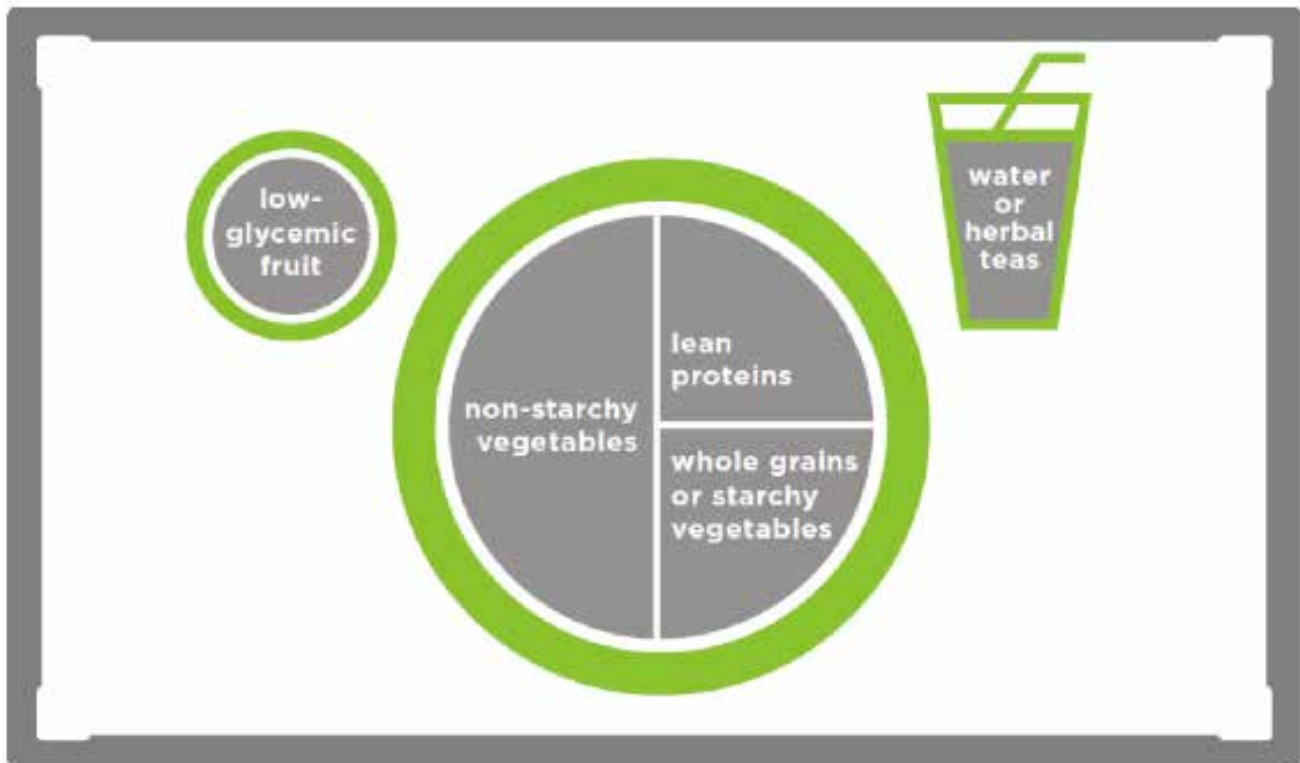 low-
glycemic
fruit
water
or
herbal
teas
non-starchy
vegetables
lean
proteins
whole grains
or starchy
vegetables